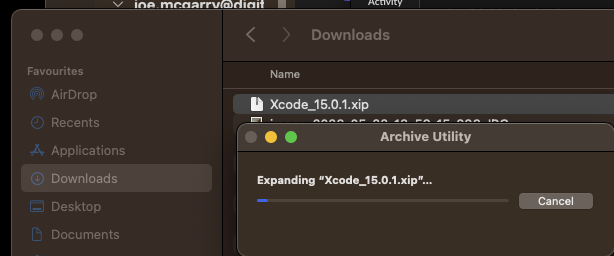 joe.mcgarry@digit
Activity
Downloads
Favourites
AirDrop
Recents
Applications
Downloads
Desktop
Documents
Name
Xcode_15.0.1.xip
Archive Utility
Expanding “Xcode_15.0.1.xip”...
Cancel